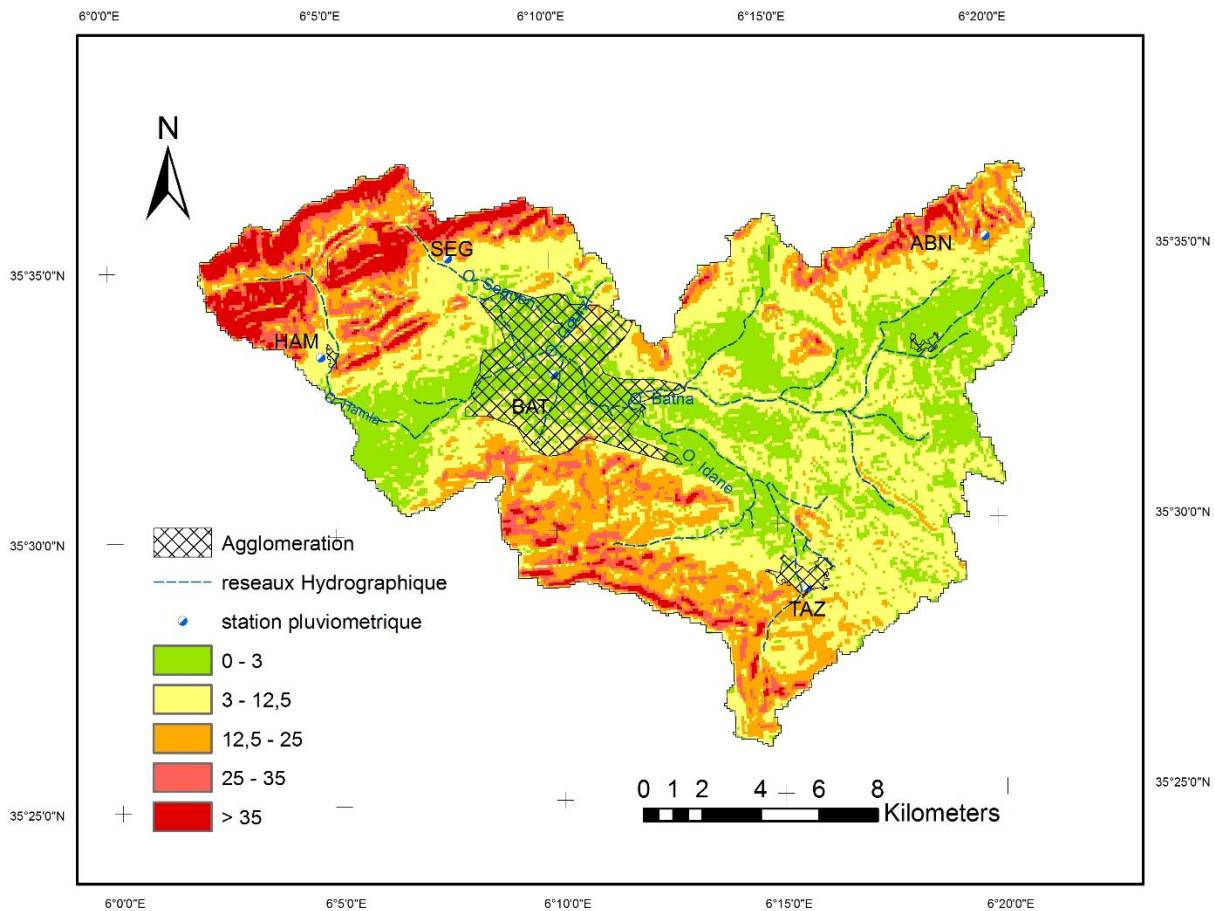 6°0'0"E 6°5'0"E 6°10'0"E 6°15'0"E 6°20'0"E
N
35°35'0"N
35°30'0"N
35°25'0"N
SEG
ABN
O. Seguen
HAM
O. Hamla
BAT
O. Batna
O. Idane
TAZ
Agglomeration
reseaux Hydrographique
station pluviometrique
0 - 3
3 - 12,5
12,5 - 25
25 - 35
> 35
0 1 2 4 6 8
Kilometers
35°35'0"N
35°30'0"N
35°25'0"N
6°0'0"E 6°5'0"E 6°10'0"E 6°15'0"E 6°20'0"E